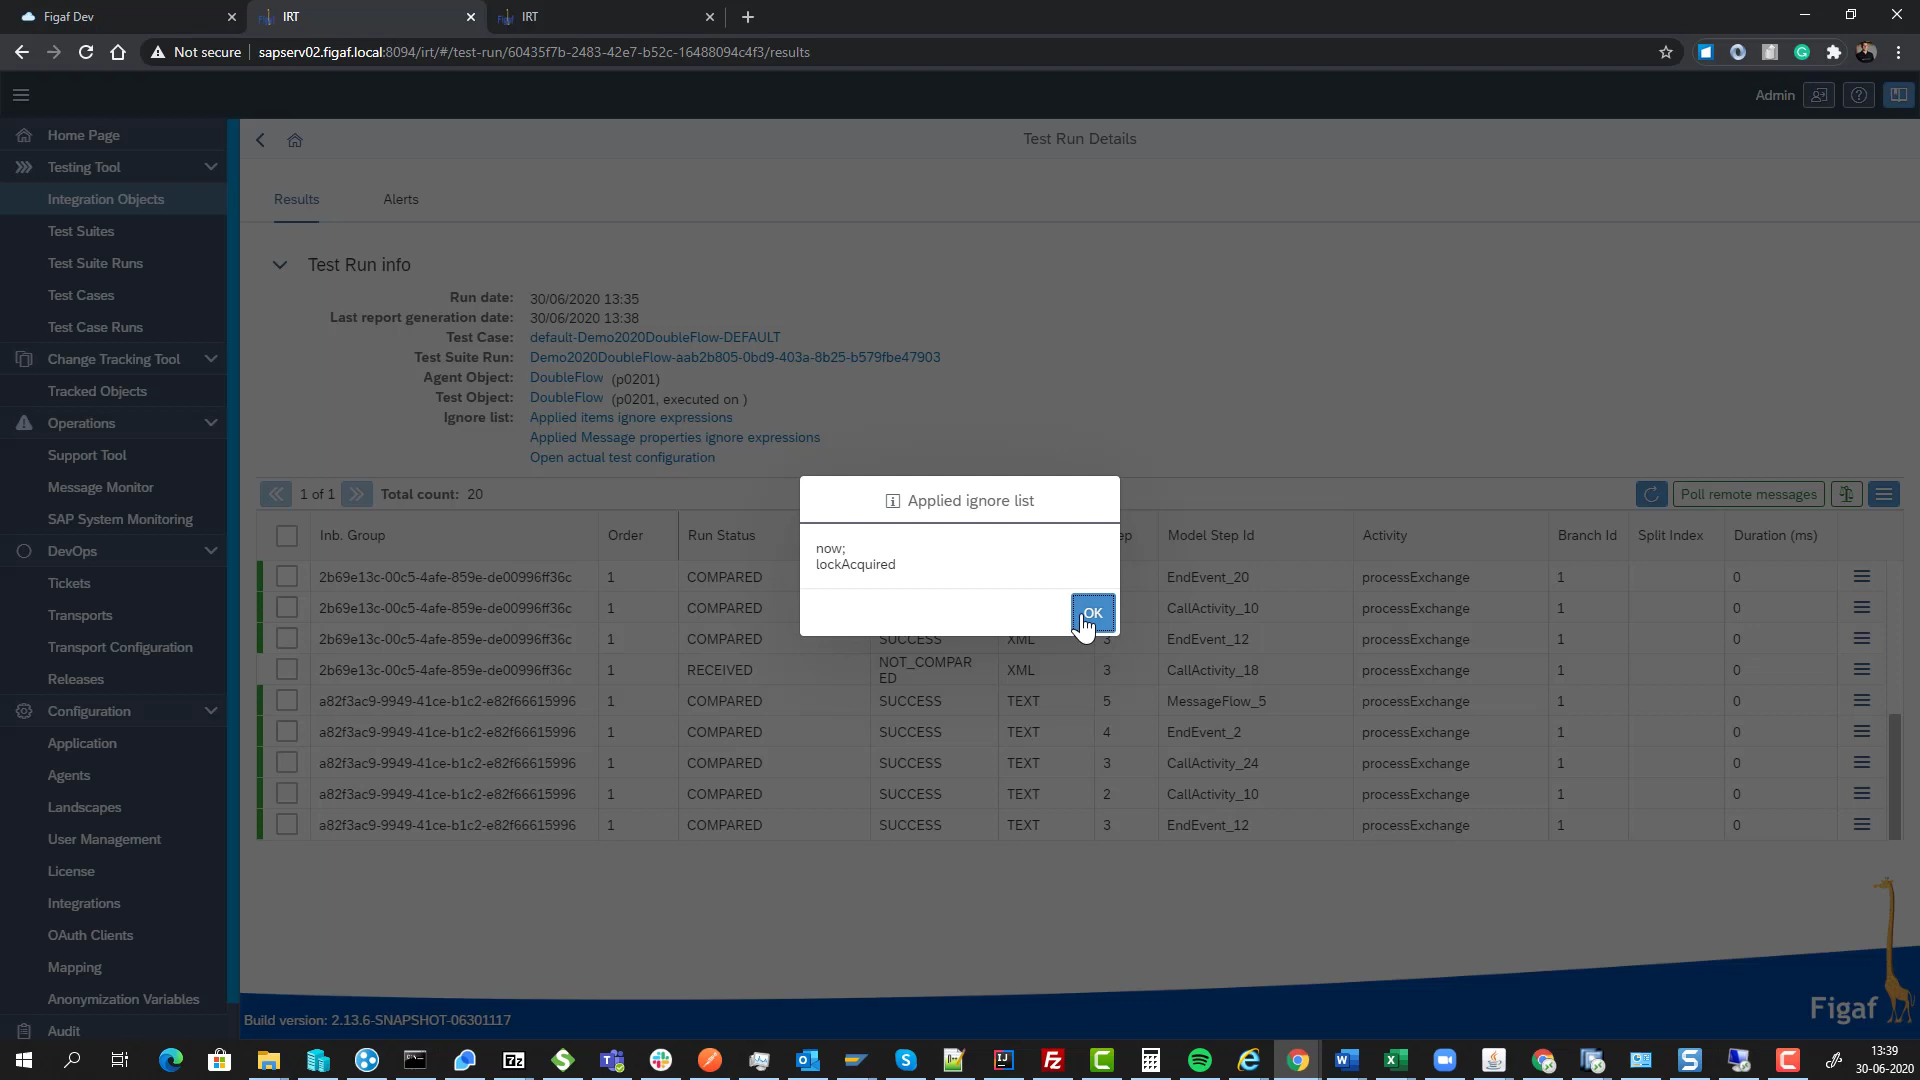 Figaf Dev
IRT
IRT
Not secure
sapserv02.figaf.local:8094/irt/#/test-run/60435f7b-2483-42e7-b52c-16488094c4f3/results
Admin
Home Page
Testing Tool
Integration Objects
Test Suites
Test Suite Runs
Test Cases
Test Case Runs
Change Tracking Tool
Tracked Objects
Operations
Support Tool
Message Monitor
SAP System Monitoring
DevOps
Tickets
Transports
Transport Configuration
Releases
Configuration
Application
Agents
Landscapes
User Management
License
Integrations
OAuth Clients
Mapping
Anonymization Variables
Audit
Test Run Details
Results Alerts
Test Run info
Run date: 30/06/2020 13:35
Last report generation date: 30/06/2020 13:38
Test Case: default-Demo2020DoubleFlow-DEFAULT
Test Suite Run: Demo2020DoubleFlow-aab2b805-0bd9-403a-8b25-b579fbe47903
Agent Object: DoubleFlow (p0201)
Test Object: DoubleFlow (p0201, executed on )
Ignore list: Applied items ignore expressions
Applied Message properties ignore expressions
Open actual test configuration
1 of 1 Total count: 20 Poll remote messages
Inb. Group Order Run Status ep Model Step Id Activity Branch Id Split Index Duration (ms)
2b69e13c-00c5-4afe-859e-de00996ff36c 1 COMPARED EndEvent_20 processExchange 1 0
2b69e13c-00c5-4afe-859e-de00996ff36c 1 COMPARED CallActivity_10 processExchange 1 0
2b69e13c-00c5-4afe-859e-de00996ff36c 1 COMPARED SUCCESS XML 3 EndEvent_12 processExchange 1 0
2b69e13c-00c5-4afe-859e-de00996ff36c 1 RECEIVED NOT_COMPAR
ED XML 3 CallActivity_18 processExchange 1 0
a82f3ac9-9949-41ce-b1c2-e82f66615996 1 COMPARED SUCCESS TEXT 5 MessageFlow_5 processExchange 1 0
a82f3ac9-9949-41ce-b1c2-e82f66615996 1 COMPARED SUCCESS TEXT 4 EndEvent_2 processExchange 1 0
a82f3ac9-9949-41ce-b1c2-e82f66615996 1 COMPARED SUCCESS TEXT 3 CallActivity_24 processExchange 1 0
a82f3ac9-9949-41ce-b1c2-e82f66615996 1 COMPARED SUCCESS TEXT 2 CallActivity_10 processExchange 1 0
a82f3ac9-9949-41ce-b1c2-e82f66615996 1 COMPARED SUCCESS TEXT 3 EndEvent_12 processExchange 1 0
Applied ignore list
now;
lockAcquired
OK
Build version: 2.13.6-SNAPSHOT-06301117
Figaf
13:39
30-06-2020